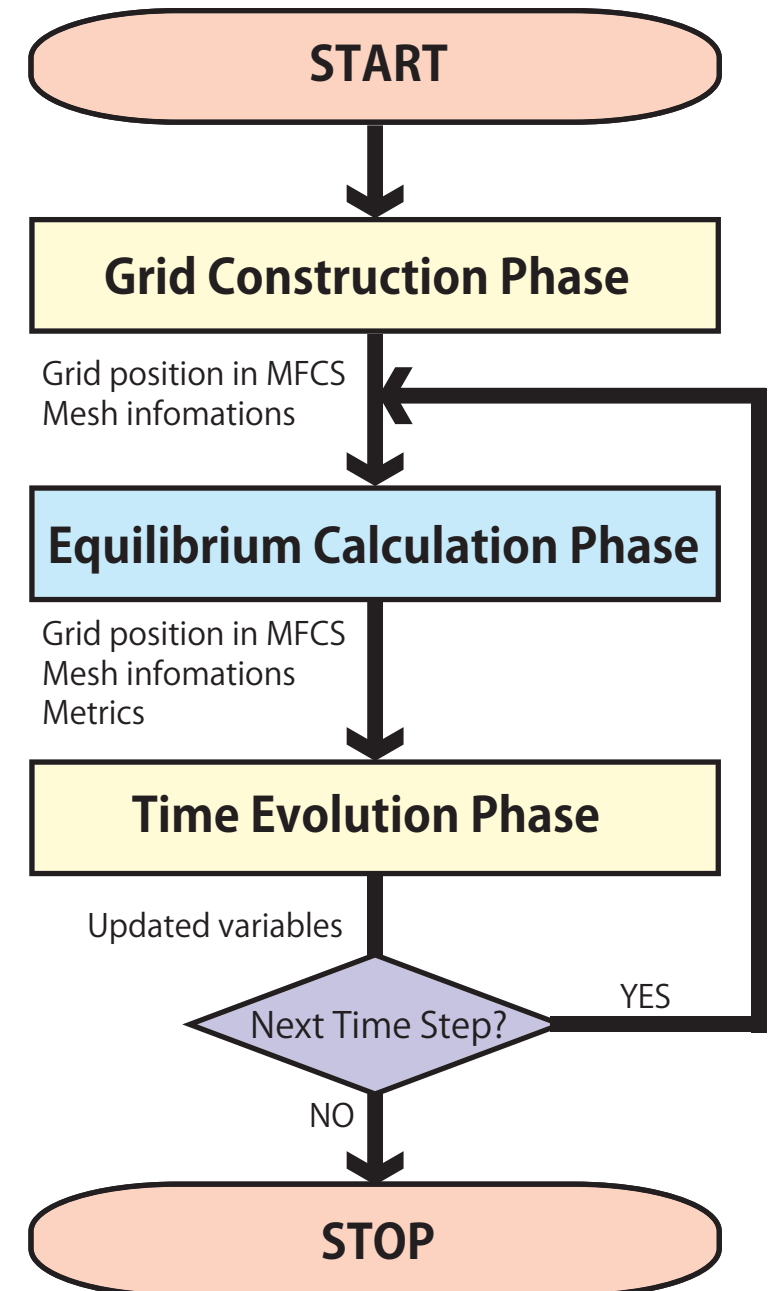 START
Grid Construction Phase
Grid position in MFCS
Mesh infomations
Equilibrium Calculation Phase
Grid position in MFCS
Mesh infomations
Metrics
Time Evolution Phase
Updated variables
Next Time Step?
YES
NO
STOP